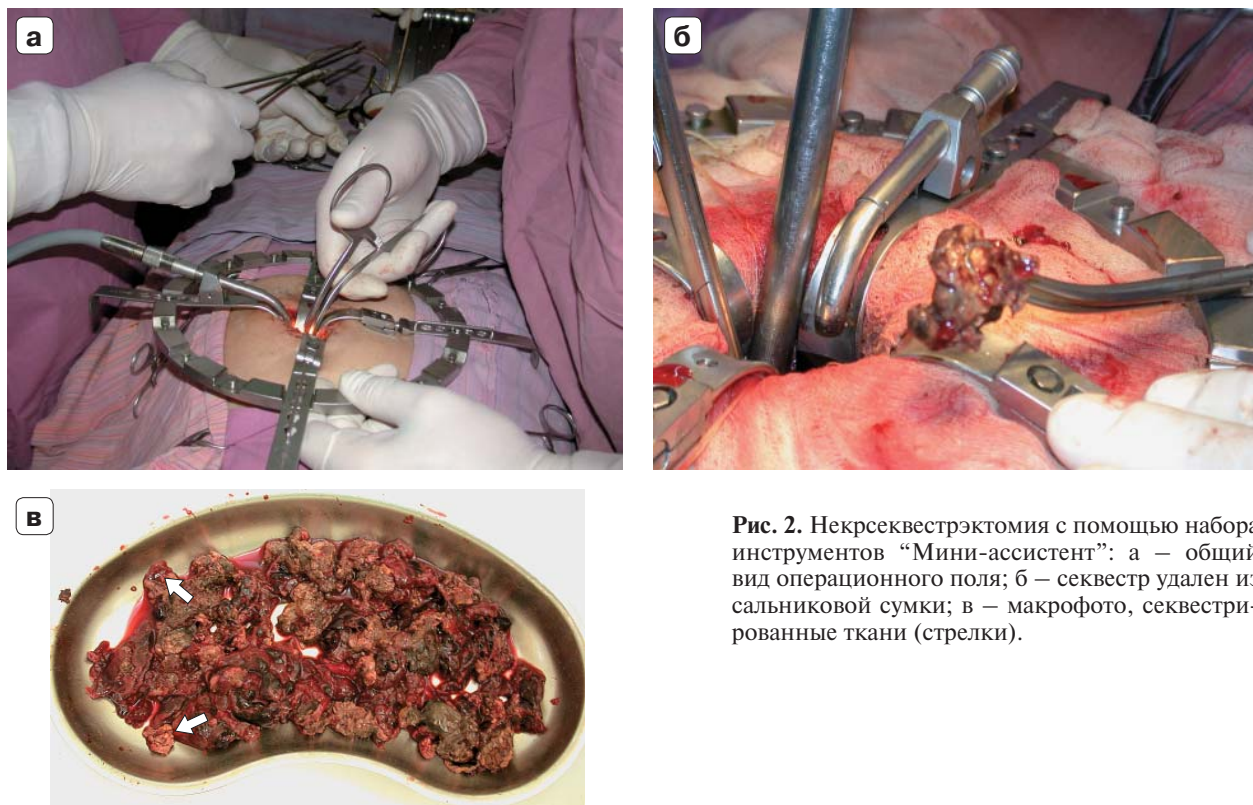 а
б
в
Рис. 2. Некрсеквестрэктомия с помощью набора
инструментов “Мини-ассистент”: а – общий
вид операционного поля; б – секвестр удален из
сальниковой сумки; в – макрофото, секвестри-
рованные ткани (стрелки).